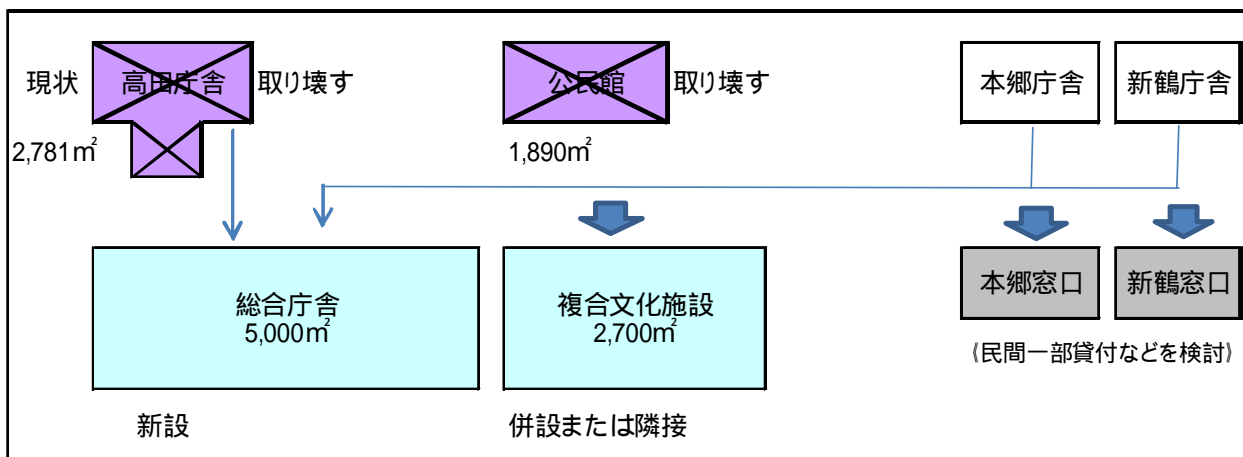 現状
高田庁舎
取り壊す
公民館
取り壊す
本郷庁舎
新鶴庁舎
2,781㎡
1,890㎡
総合庁舎
5,000㎡
複合文化施設
2,700㎡
本郷窓口
新鶴窓口
(民間一部貸付などを検討)
新設
併設または隣接